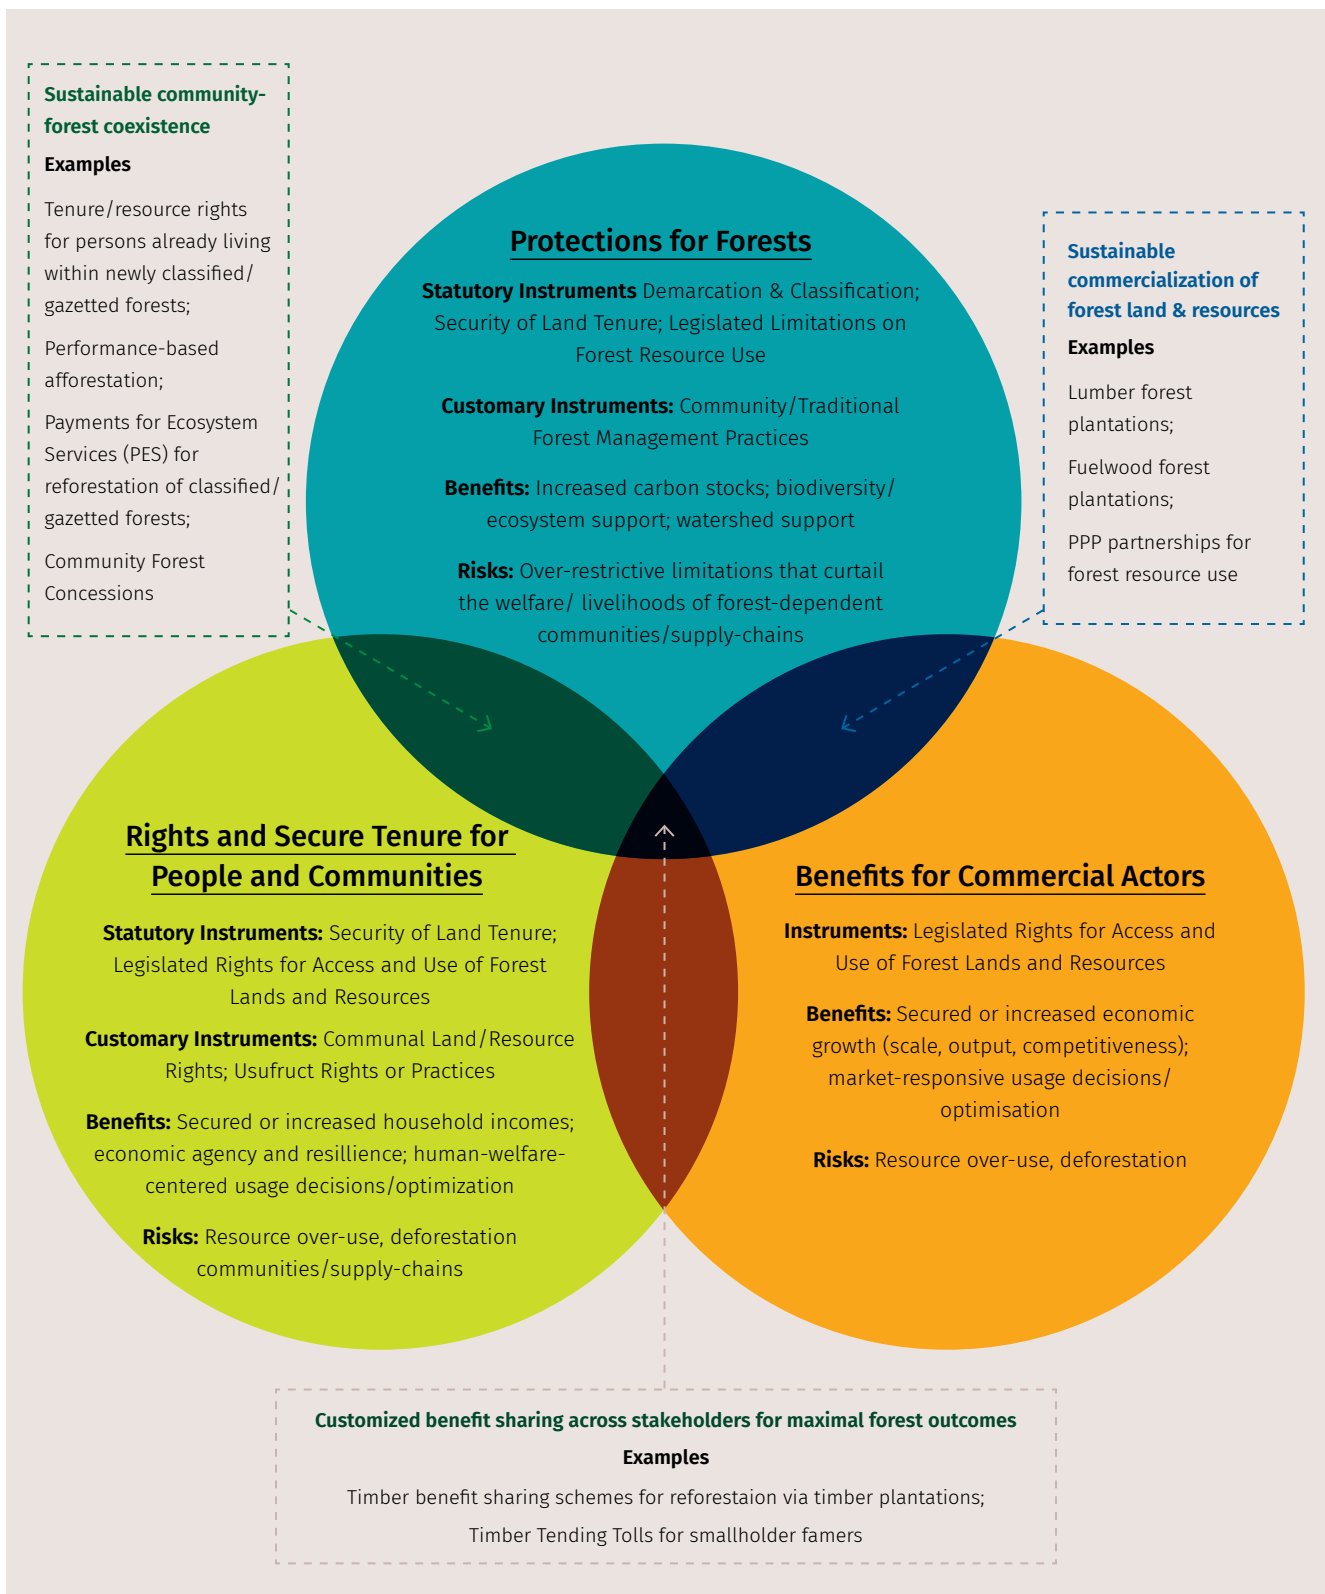 Sustainable community-
forest coexistence
Examples
Tenure/resource rights
for persons already living
within newly classified/
gazetted forests;
Performance-based
afforestation;
Payments for Ecosystem
Services (PES) for
reforestation of classified/
gazetted forests;
Community Forest
Concessions
Protections for Forests
Statutory Instruments Demarcation & Classification;
Security of Land Tenure; Legislated Limitations on
Forest Resource Use
Customary Instruments: Community/Traditional
Forest Management Practices
Benefits: Increased carbon stocks; biodiversity/
ecosystem support; watershed support
Risks: Over-restrictive limitations that curtail
the welfare/ livelihoods of forest-dependent
communities/supply-chains
Sustainable
commercialization of
forest land & resources
Examples
Lumber forest
plantations;
Fuelwood forest
plantations;
PPP partnerships for
forest resource use
Rights and Secure Tenure for
People and Communities
Statutory Instruments: Security of Land Tenure;
Legislated Rights for Access and Use of Forest
Lands and Resources
Customary Instruments: Communal Land/Resource
Rights; Usufruct Rights or Practices
Benefits: Secured or increased household incomes;
economic agency and resillience; human-welfare-
centered usage decisions/optimization
Risks: Resource over-use, deforestation
communities/supply-chains
Benefits for Commercial Actors
Instruments: Legislated Rights for Access and
Use of Forest Lands and Resources
Benefits: Secured or increased economic
growth (scale, output, competitiveness);
market-responsive usage decisions/
optimisation
Risks: Resource over-use, deforestation
Customized benefit sharing across stakeholders for maximal forest outcomes
Examples
Timber benefit sharing schemes for reforestaion via timber plantations;
Timber Tending Tolls for smallholder famers